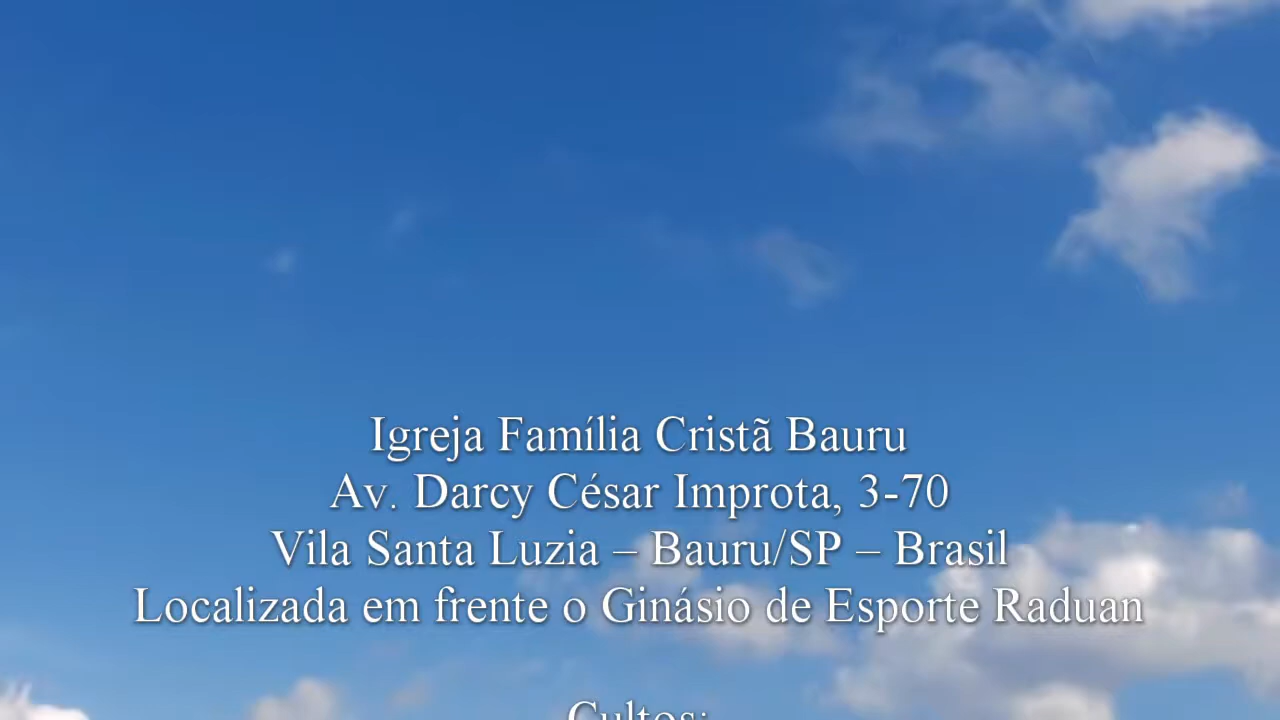 Igreja Família Cristã Bauru
Av. Darcy César Improta, 3-70
Vila Santa Luzia – Bauru/SP – Brasil
Localizada em frente o Ginásio de Esporte Raduan
Cultos: